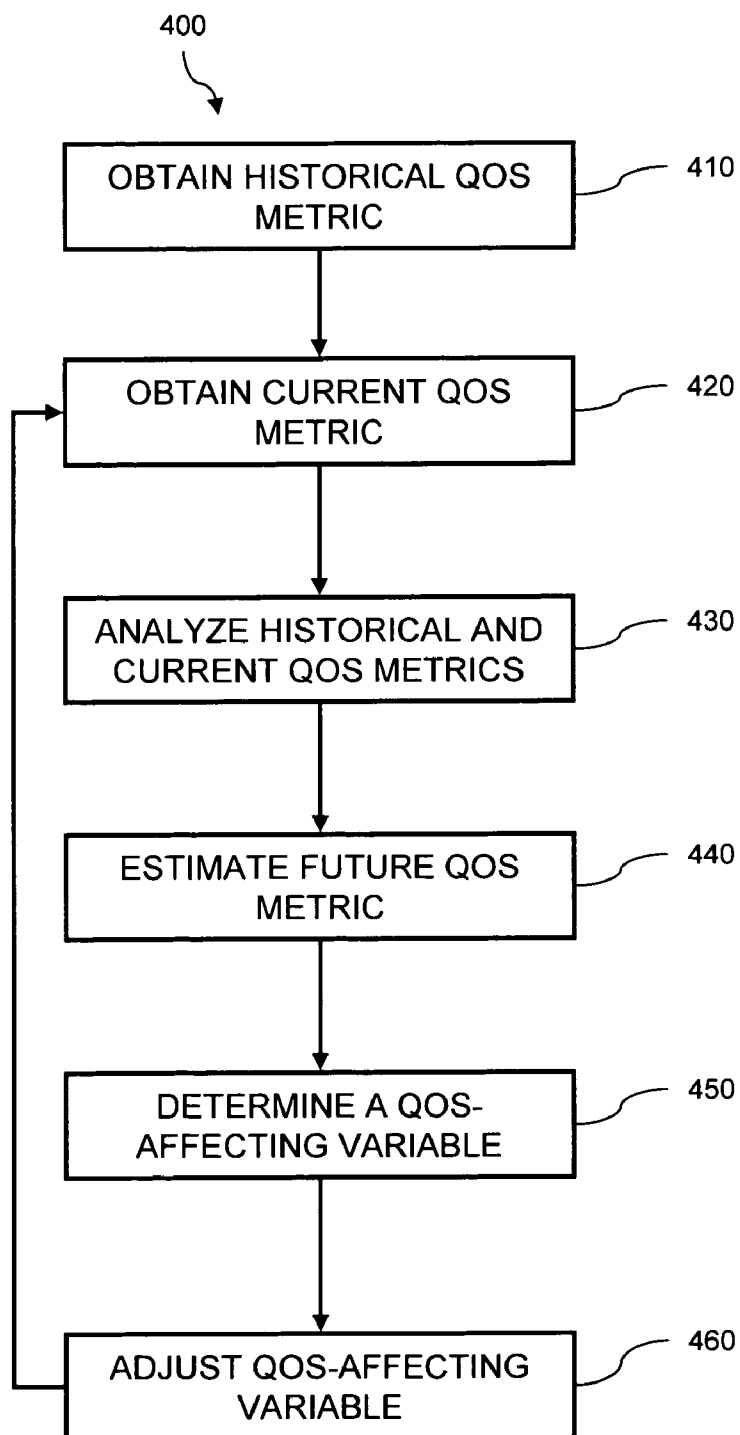 400
OBTAIN HISTORICAL QOS
METRIC
410
OBTAIN CURRENT QOS
METRIC
420
ANALYZE HISTORICAL AND
CURRENT QOS METRICS
430
ESTIMATE FUTURE QOS
METRIC
440
DETERMINE A QOS-
AFFECTING VARIABLE
450
ADJUST QOS-AFFECTING
VARIABLE
460